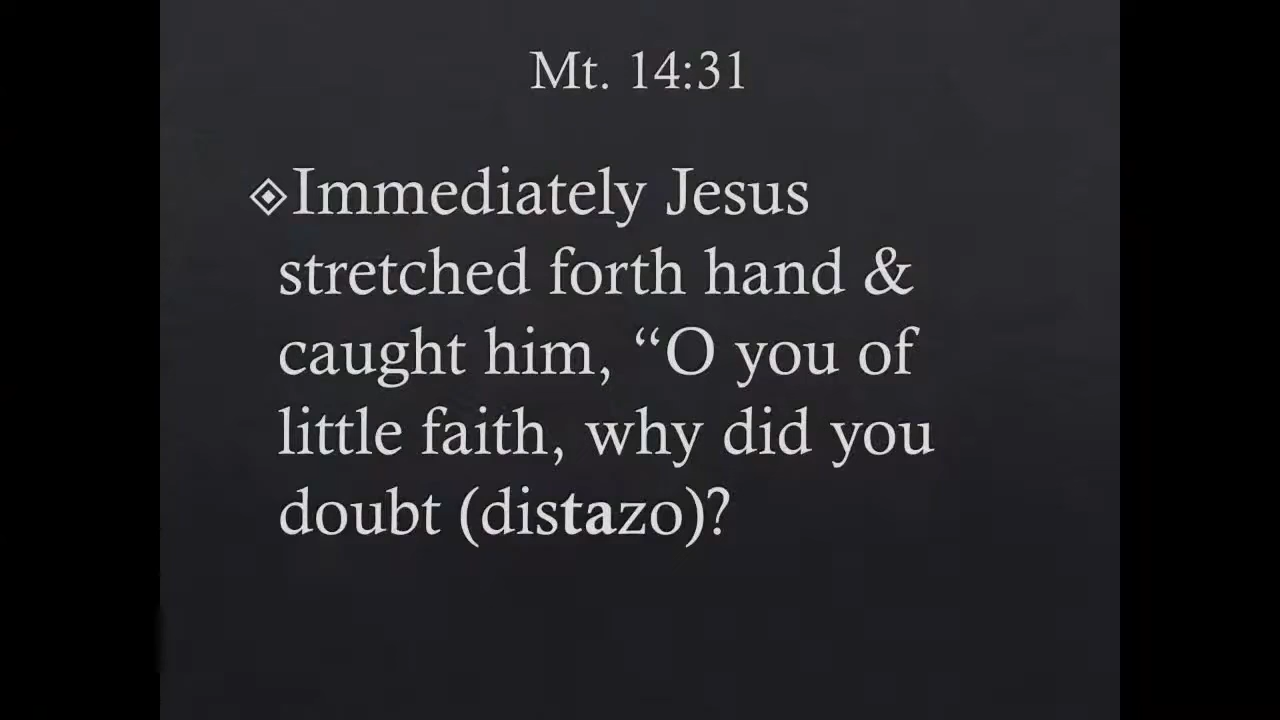 Mt. 14:31
Immediately Jesus
stretched forth hand &
caught him, “O you of
little faith, why did you
doubt (distazo)?